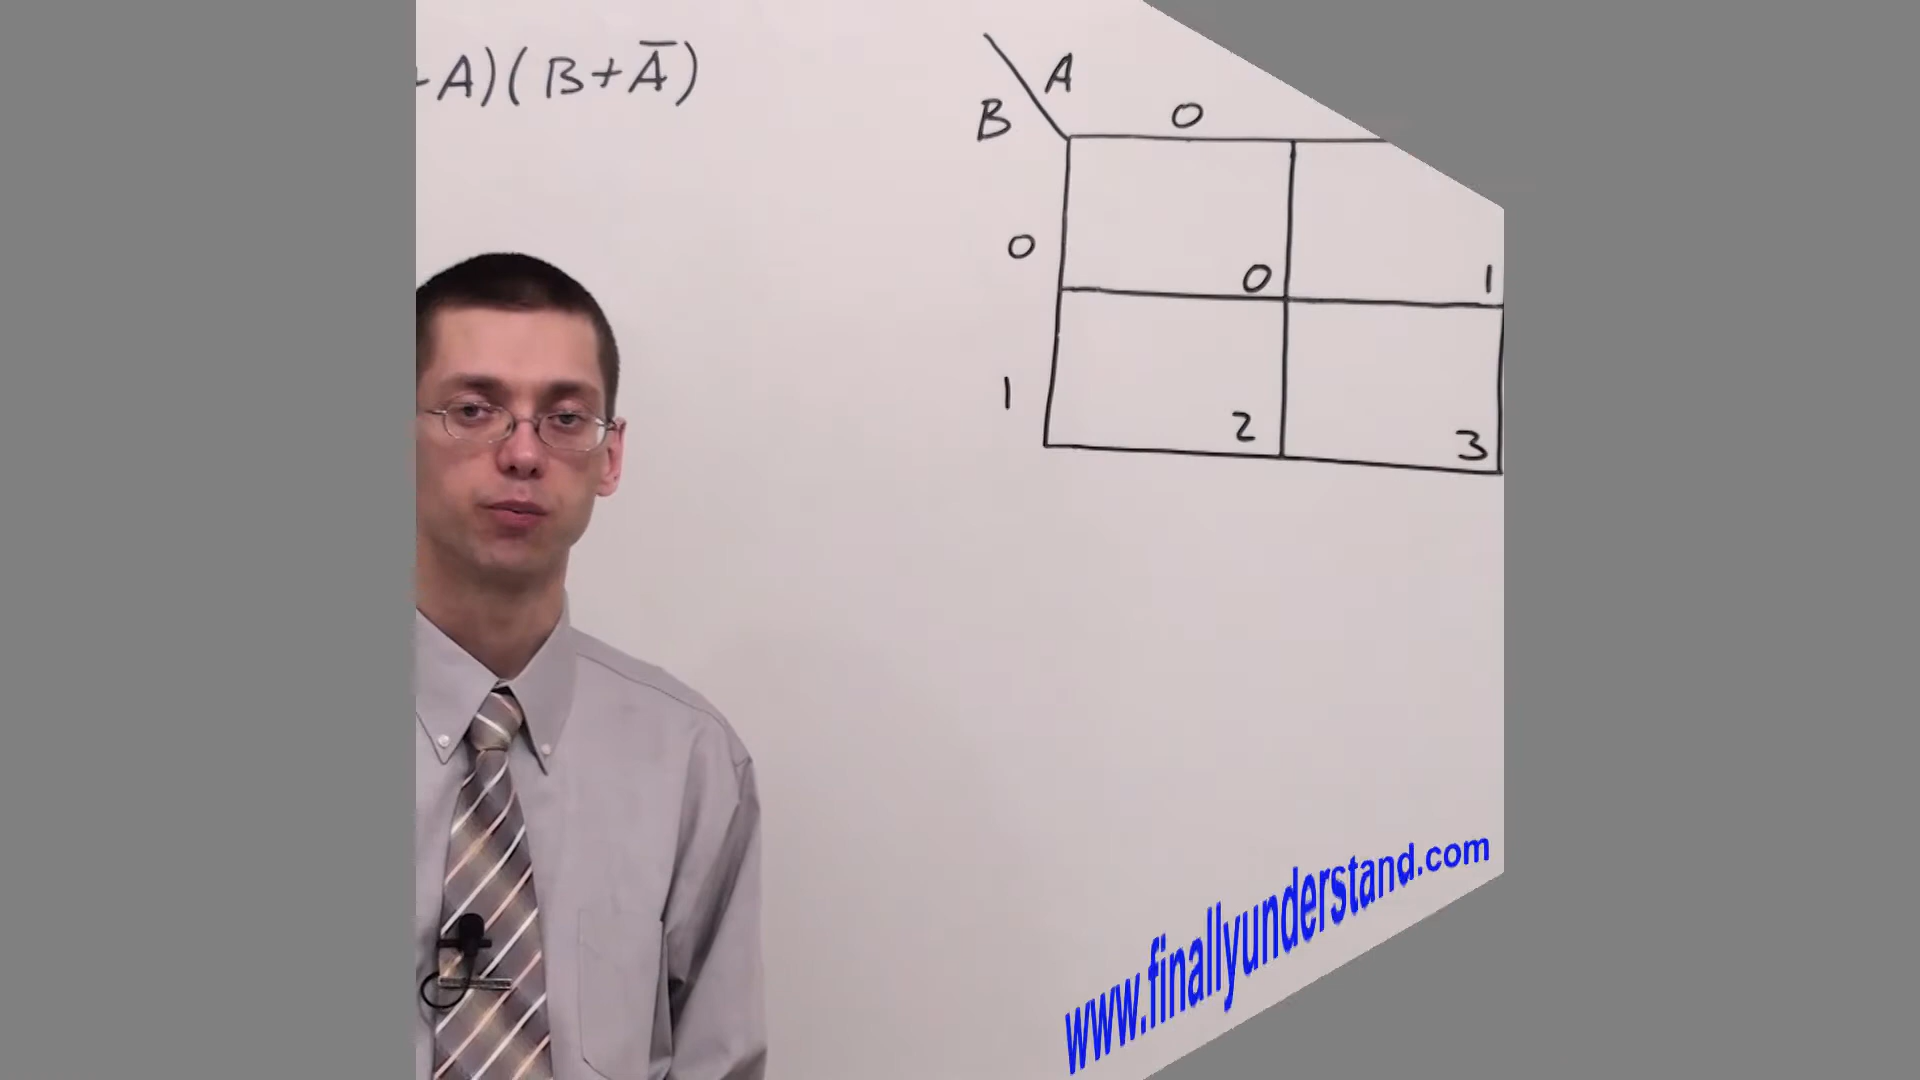 A)(B+A̅)
A
B 0
0 0 1
1 2 3
www.finallyunderstand.com